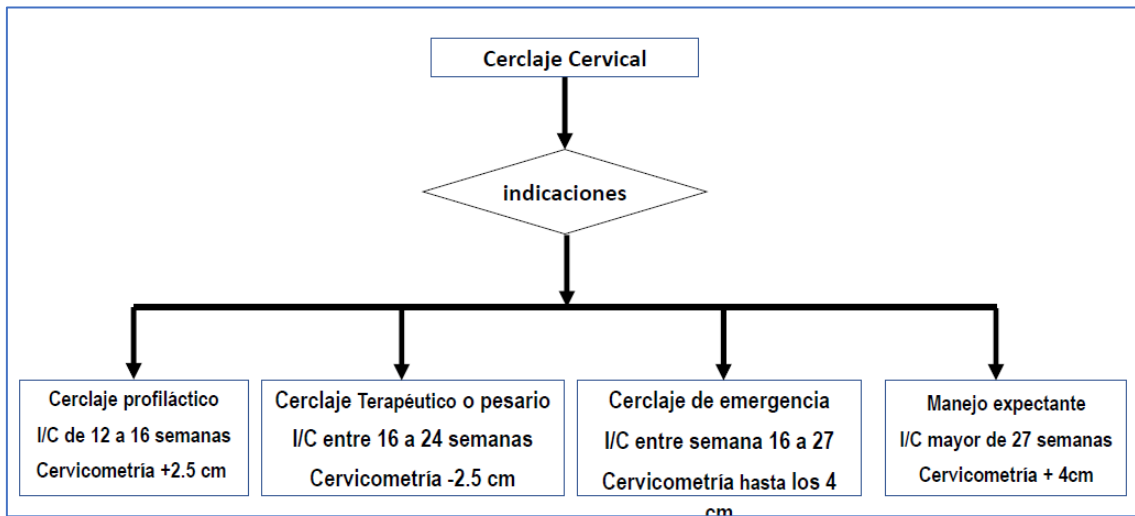 Cerclaje Cervical
indicaciones
Cerclaje profiláctico
I/C de 12 a 16 semanas
Cervicometría +2.5 cm
Cerclaje Terapéutico o pesario
I/C entre 16 a 24 semanas
Cervicometría -2.5 cm
Cerclaje de emergencia
I/C entre semana 16 a 27
Cervicometría hasta los 4
cm
Manejo expectante
I/C mayor de 27 semanas
Cervicometría + 4cm